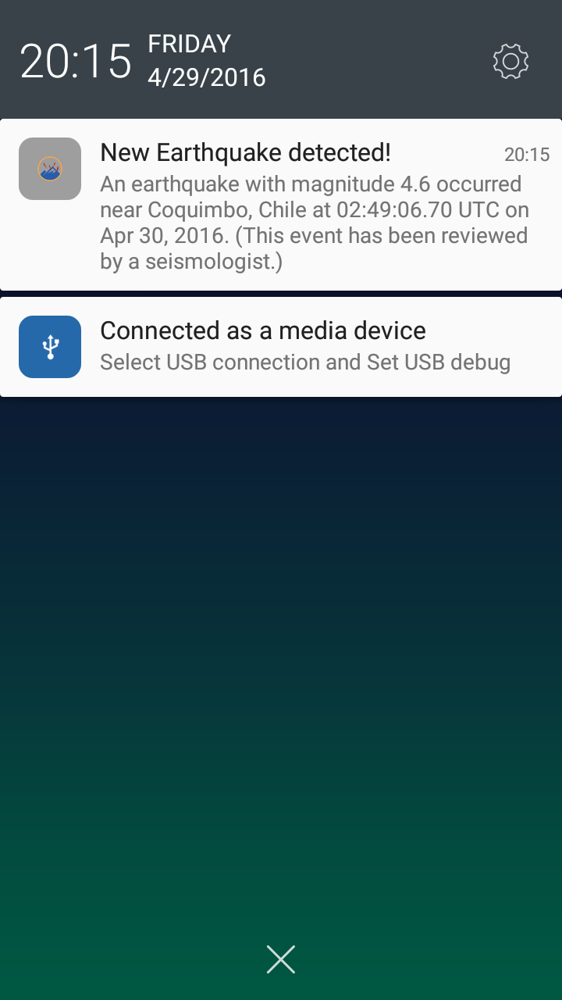 20:15
FRIDAY
4/29/2016
New Earthquake detected!
20:15
An earthquake with magnitude 4.6 occurred
near Coquimbo, Chile at 02:49:06.70 UTC on
Apr 30, 2016. (This event has been reviewed
by a seismologist.)
Connected as a media device
Select USB connection and Set USB debug